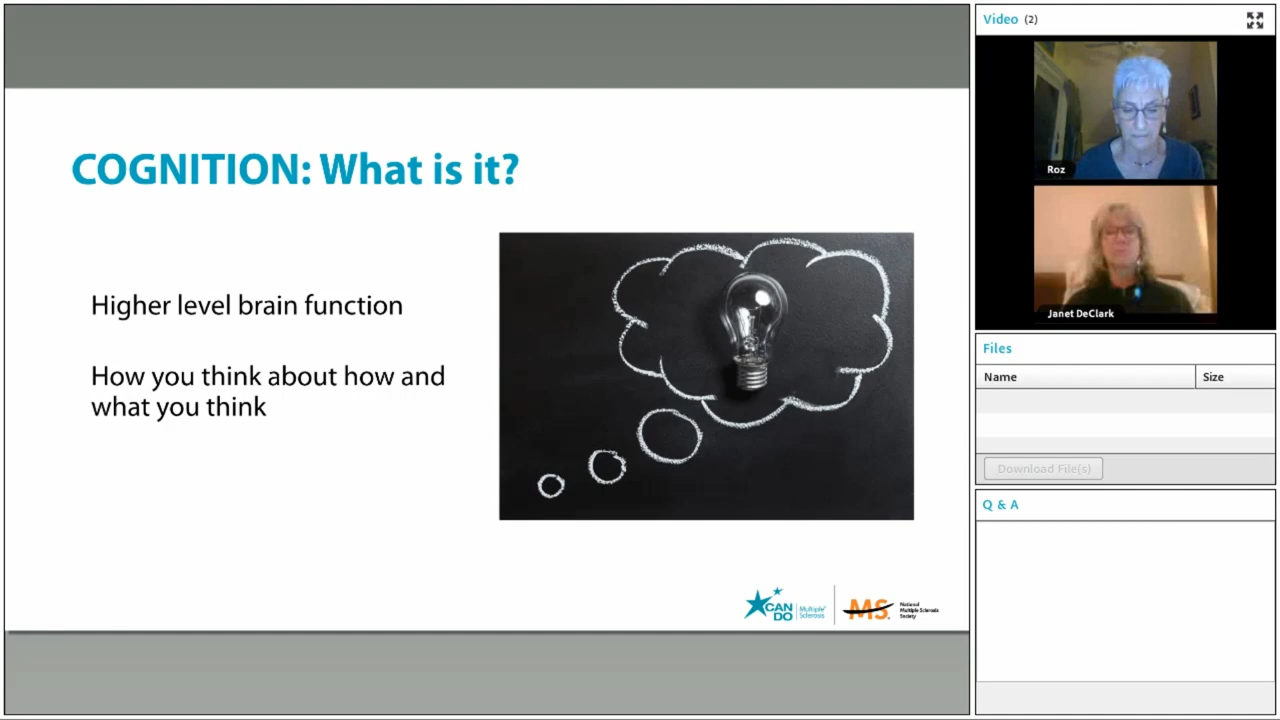 COGNITION: What is it?
Higher level brain function
How you think about how and
what you think
CAN
DO
Multiple
Sclerosis
MS
National
Multiple Sclerosis
Society
Video (2)
Roz
Janet DeClark
Files
Name Size
Download File(s)
Q & A